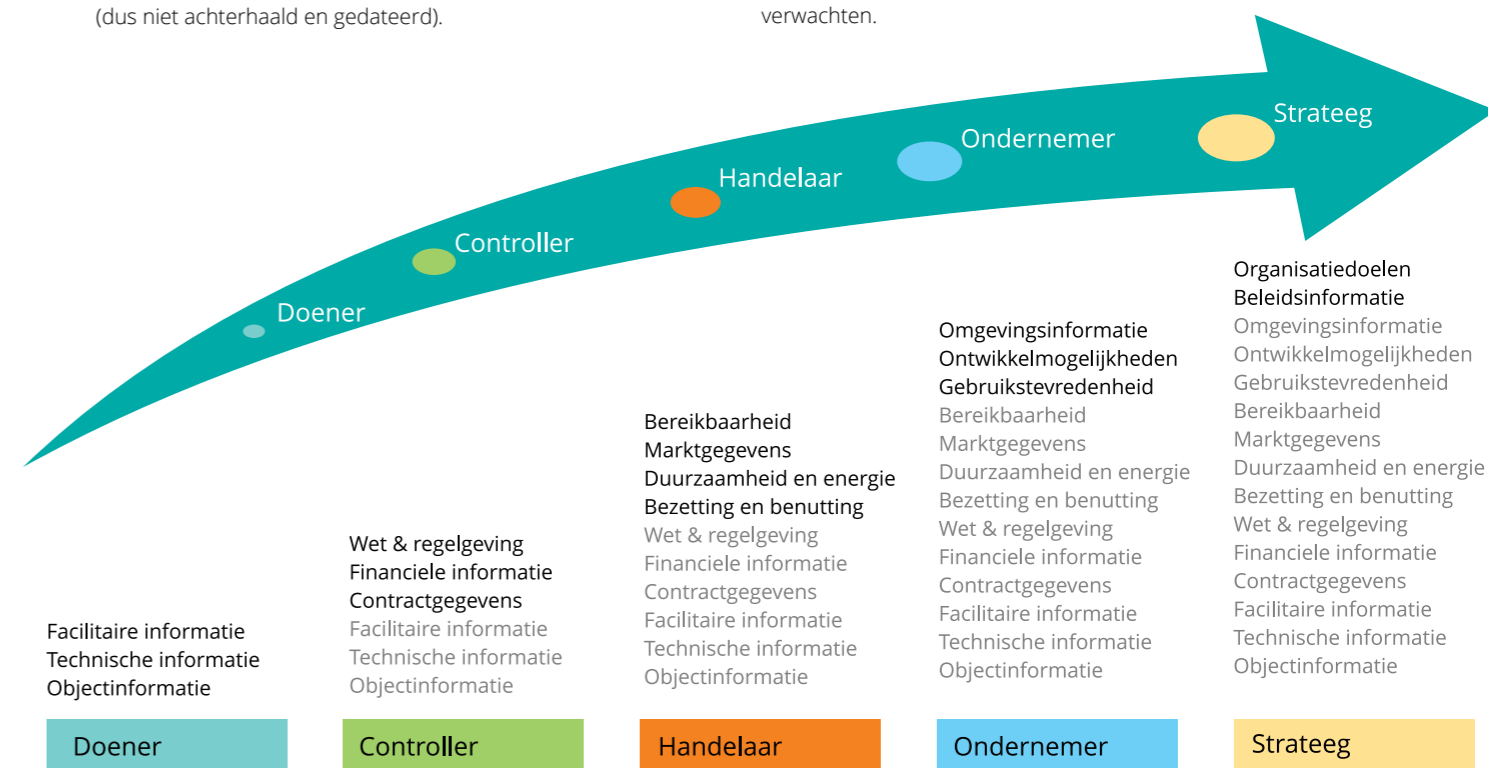 (dus niet achterhaald en gedateerd).
verwachten.
Strateeg
Ondernemer
Handelaar
Controller
Doener
Facilitaire informatie
Technische informatie
Objectinformatie
Doener
Wet & regelgeving
Financiele informatie
Contractgegevens
Facilitaire informatie
Technische informatie
Objectinformatie
Controller
Bereikbaarheid
Marktgegevens
Duurzaamheid en energie
Bezetting en benutting
Wet & regelgeving
Financiele informatie
Contractgegevens
Facilitaire informatie
Technische informatie
Objectinformatie
Handelaar
Omgevingsinformatie
Ontwikkelmogelijkheden
Gebruikstevredenheid
Bereikbaarheid
Marktgegevens
Duurzaamheid en energie
Bezetting en benutting
Wet & regelgeving
Financiele informatie
Contractgegevens
Facilitaire informatie
Technische informatie
Objectinformatie
Ondernemer
Organisatiedoelen
Beleidsinformatie
Omgevingsinformatie
Ontwikkelmogelijkheden
Gebruikstevredenheid
Bereikbaarheid
Marktgegevens
Duurzaamheid en energie
Bezetting en benutting
Wet & regelgeving
Financiele informatie
Contractgegevens
Facilitaire informatie
Technische informatie
Objectinformatie
Strateeg